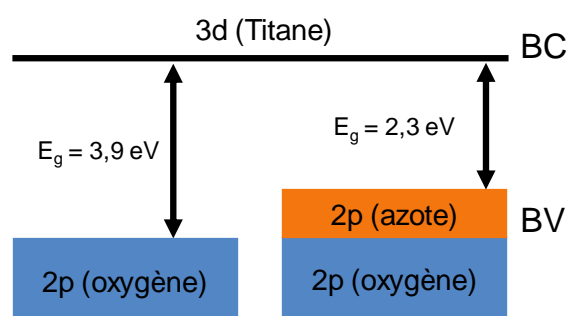 3d (Titane)
BC
E_g = 3,9 eV
E_g = 2,3 eV
2p (azote)
BV
2p (oxygène)
2p (oxygène)